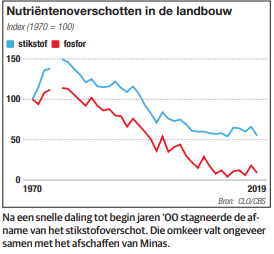 Nutriëntenoverschotten in de landbouw
Index (1970 = 100)
stikstof fosfor
150
100
50
0
1970 2019
Bron: CLO/CBS
Na een snelle daling tot begin jaren ’00 stagneerde de af-
name van het stikstofoverschot. Die omkeer valt ongeveer
samen met het afschaffen van Minas.